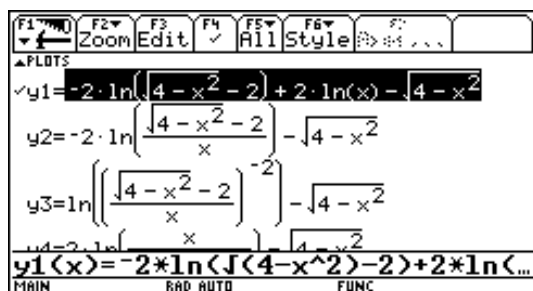 F1 F2 F3 F4 F5 F6
Zoom Edit ✓ All Style
▲PLOTS
✓y1=-2·ln(√(4-x²)-2)+2·ln(x)-√(4-x²)
y2=-2·ln((√(4-x²)-2)/x)-√(4-x²)
y3=ln(((√(4-x²)-2)/x)^-2)-√(4-x²)
y1(x)=-2*ln(√(4-x^2)-2)+2*ln(…
MAIN RAD AUTO FUNC